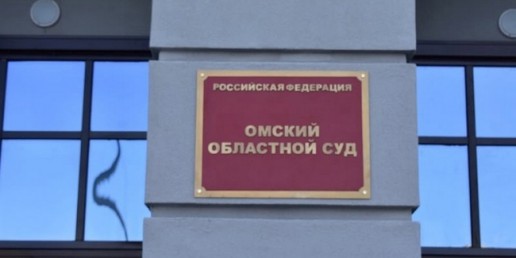 РОССИЙСКАЯ ФЕДЕРАЦИЯ
ОМСКИЙ
ОБЛАСТНОЙ СУД